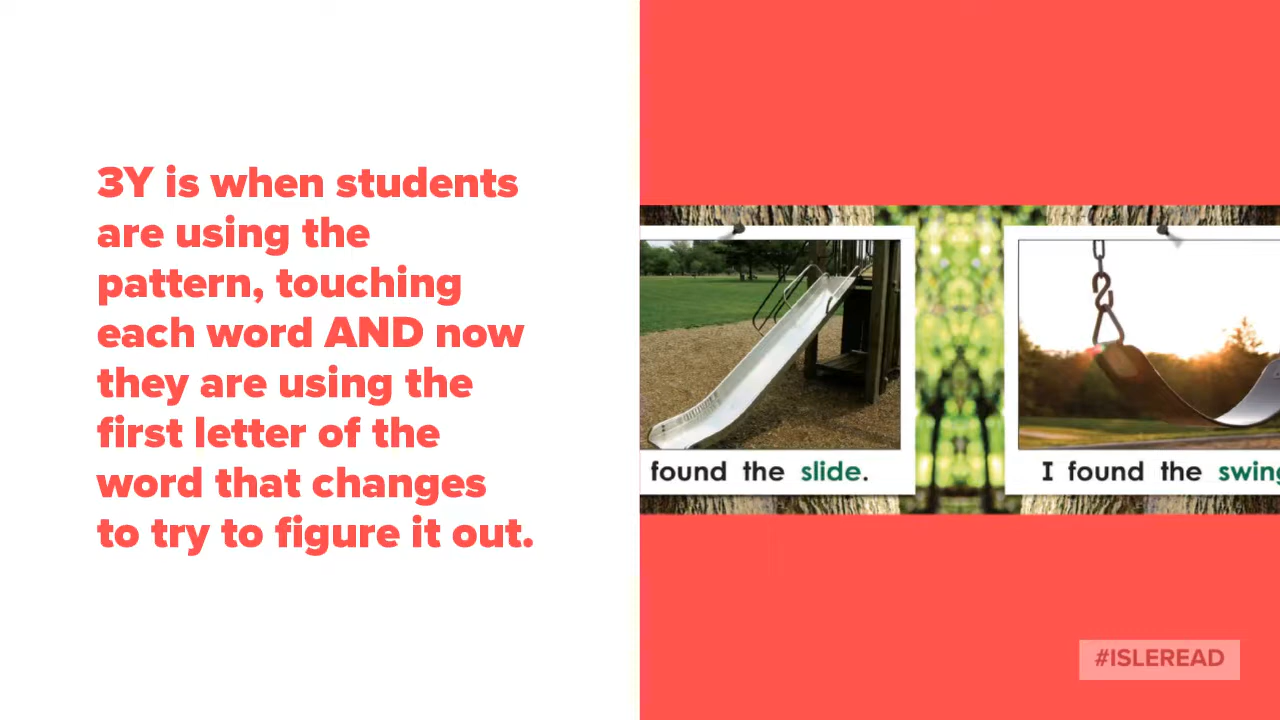 3Y is when students
are using the
pattern, touching
each word AND now
they are using the
first letter of the
word that changes
to try to figure it out.
found the slide.
I found the swing
#ISLEREAD